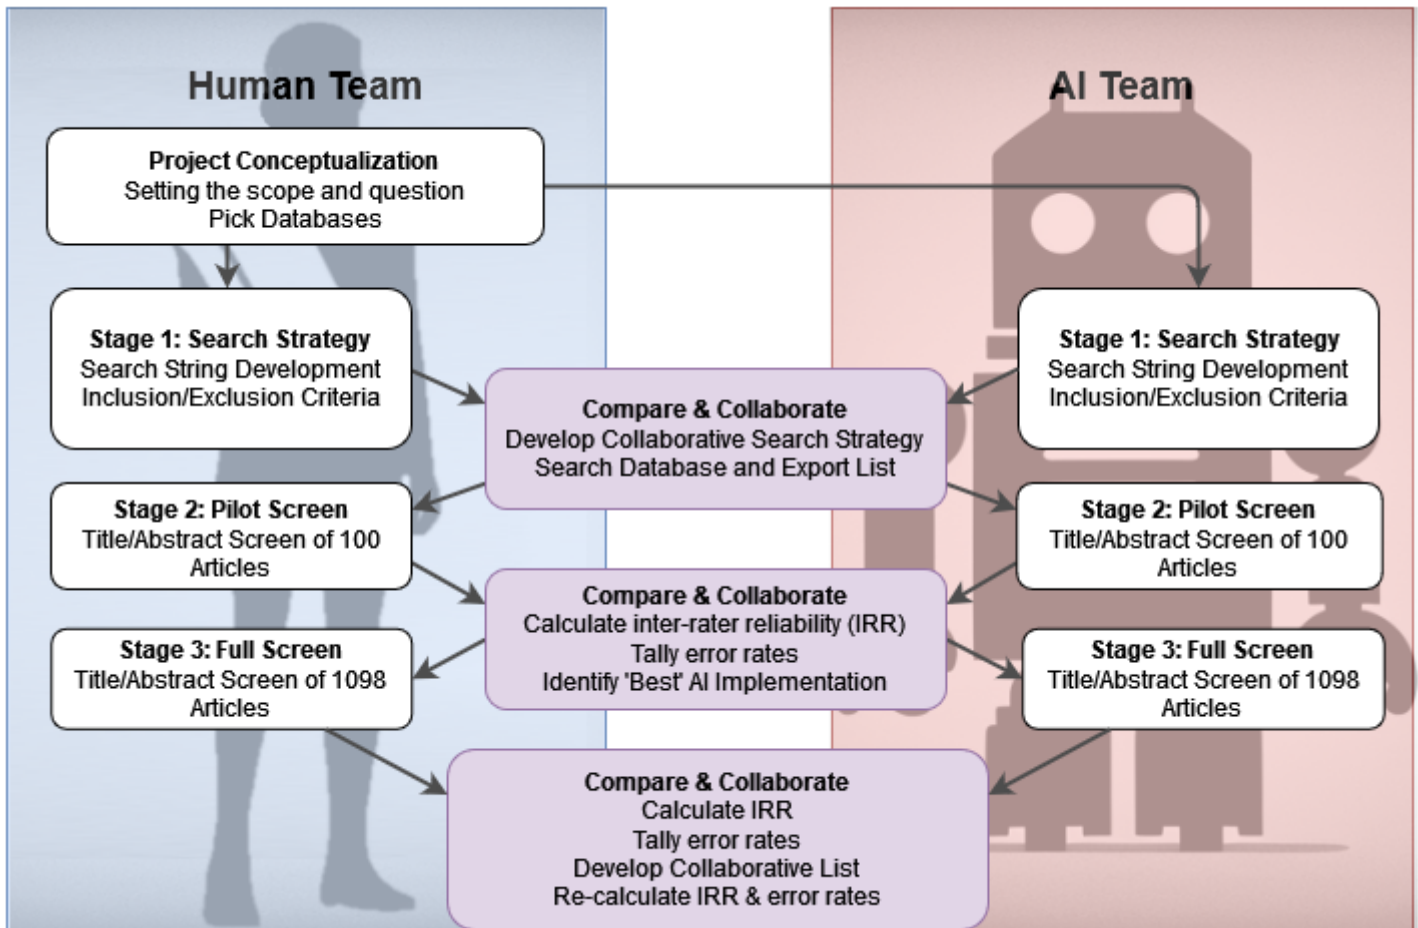 Human Team
AI Team
Project Conceptualization
Setting the scope and question
Pick Databases
Stage 1: Search Strategy
Search String Development
Inclusion/Exclusion Criteria
Stage 1: Search Strategy
Search String Development
Inclusion/Exclusion Criteria
Compare & Collaborate
Develop Collaborative Search Strategy
Search Database and Export List
Stage 2: Pilot Screen
Title/Abstract Screen of 100
Articles
Stage 2: Pilot Screen
Title/Abstract Screen of 100
Articles
Compare & Collaborate
Calculate inter-rater reliability (IRR)
Tally error rates
Identify 'Best' AI Implementation
Stage 3: Full Screen
Title/Abstract Screen of 1098
Articles
Stage 3: Full Screen
Title/Abstract Screen of 1098
Articles
Compare & Collaborate
Calculate IRR
Tally error rates
Develop Collaborative List
Re-calculate IRR & error rates